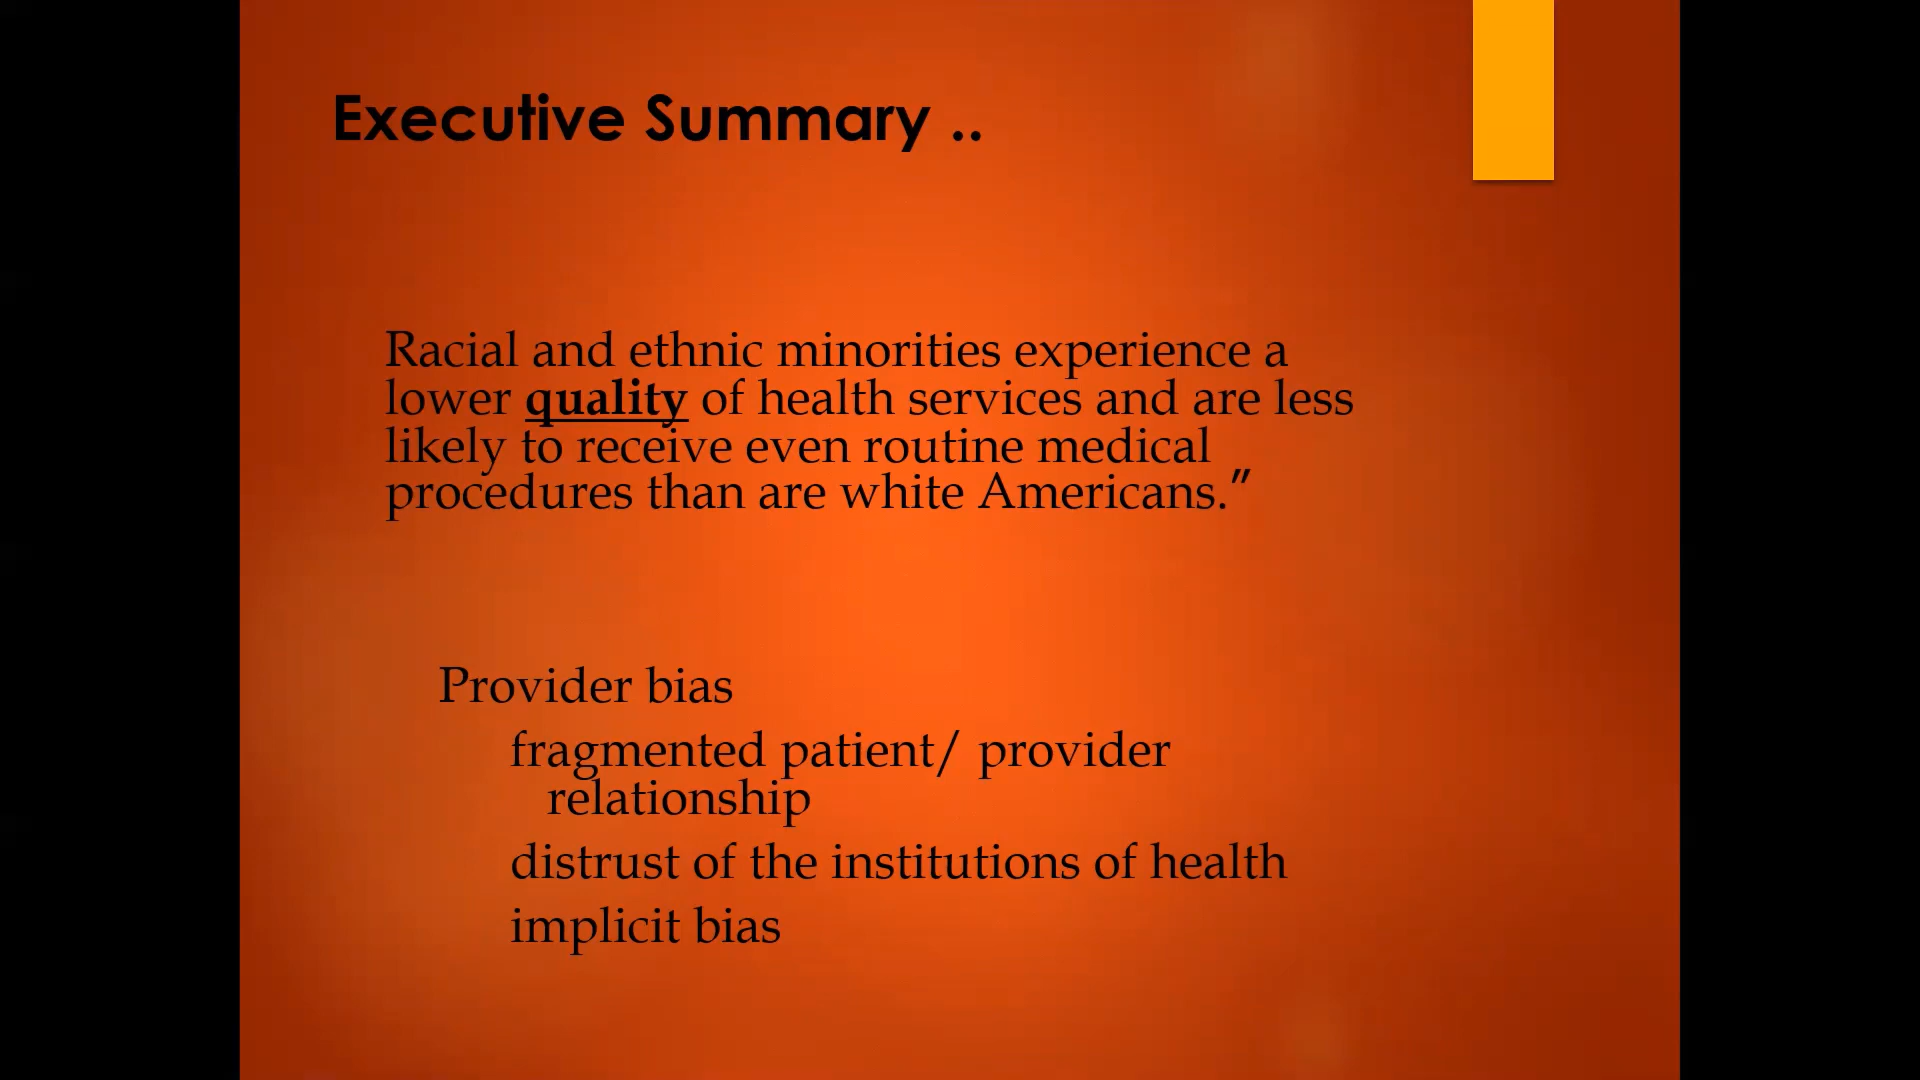 Executive Summary ..
Racial and ethnic minorities experience a
lower quality of health services and are less
likely to receive even routine medical
procedures than are white Americans.”
Provider bias
fragmented patient/ provider
relationship
distrust of the institutions of health
implicit bias